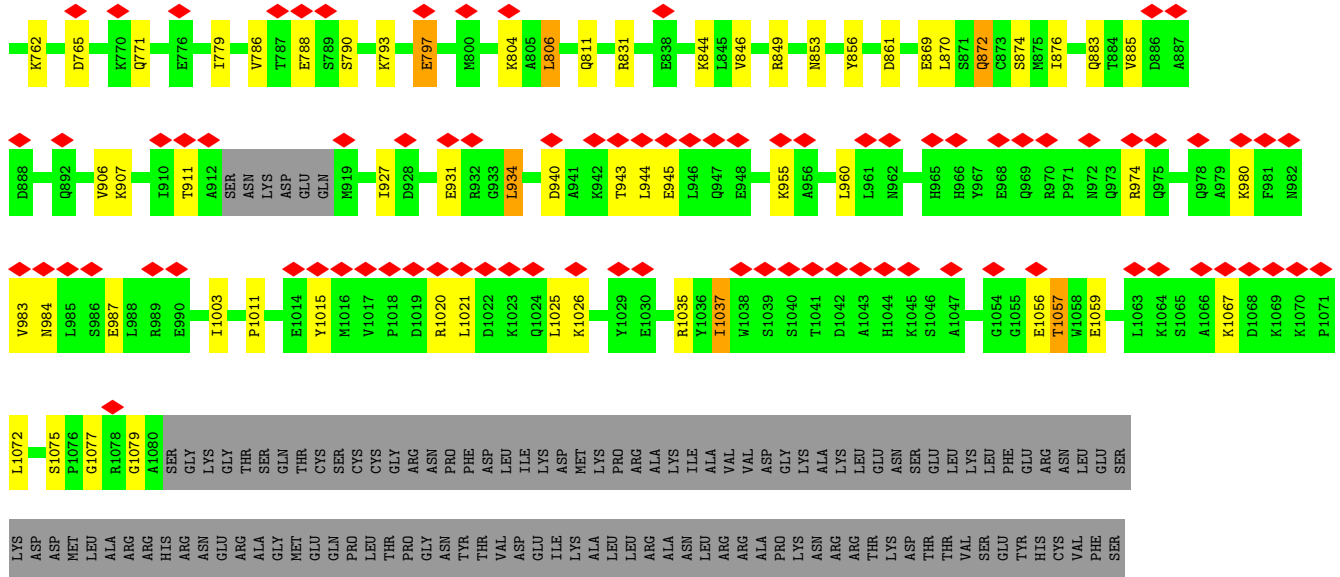 K762 D765 K770 Q771 E776 I779 V786 T787 E788 S789 S790 K793 E797 M800 K804 A805 L806 Q811 R831 E838 K844 L845 V846 R849 N853 Y856 D861 E869 L870 S871 Q872 C873 S874 M875 I876 Q883 T884 V885 D886 A887
D888 Q892 V906 K907 I910 T911 A912 SER ASN LYS ASP GLU GLN M919 I927 D928 E931 R932 G933 L934 D940 A941 K942 T943 L944 E945 L946 Q947 E948 K955 A956 L960 L961 N962 H965 H966 Y967 E968 Q969 R970 P971 N972 Q973 R974 Q975 Q978 A979 K980 F981 N982
V983 N984 L985 S986 E987 L988 R989 E990 I1003 P1011 E1014 Y1015 M1016 V1017 P1018 D1019 R1020 L1021 D1022 K1023 Q1024 L1025 K1026 Y1029 E1030 R1035 Y1036 I1037 W1038 S1039 S1040 T1041 D1042 A1043 H1044 K1045 S1046 A1047 G1054 G1055 E1056 T1057 W1058 E1059 L1063 K1064 S1065 A1066 K1067 D1068 K1069 K1070 P1071
L1072 S1075 P1076 G1077 R1078 G1079 A1080 SER GLY LYS GLY THR SER GLN THR CYS SER CYS CYS GLY ARG ASN PRO PHE ASP LEU ILE LYS ASP MET LYS PRO ARG ALA LYS ILE ALA VAL VAL ASP GLY LYS ALA LYS LEU GLU ASN SER GLU LEU LYS LEU PHE GLU ARG ASN LEU GLU SER
LYS ASP ASP MET LEU ALA ARG ARG HIS ARG ASN GLU ARG ALA GLY MET GLU GLN PRO LEU THR PRO GLY ASN TYR THR VAL ASP GLU ILE LYS ALA LEU LEU ARG ALA ASN LEU ARG ARG ALA PRO LYS ASN ARG ARG THR LYS ASP THR THR VAL SER GLU TYR HIS CYS VAL PHE SER